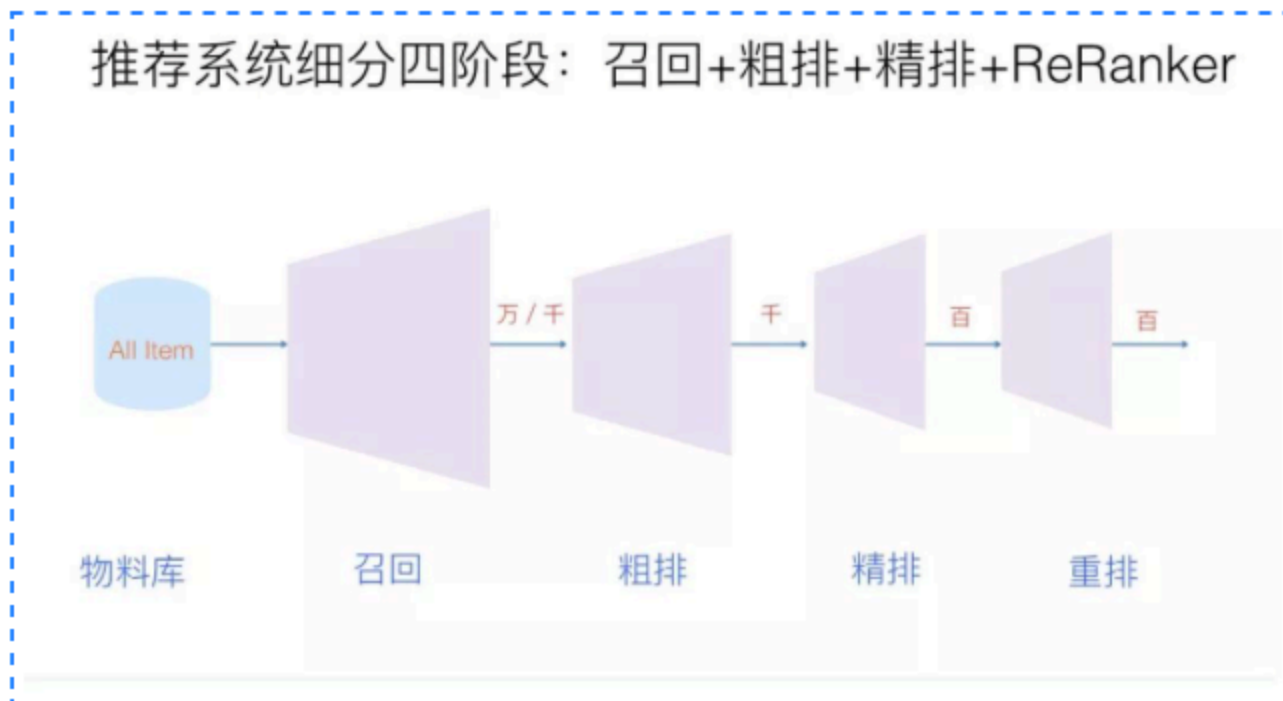 推荐系统细分四阶段：召回+粗排+精排+ReRanker
万 / 千
千
百
百
All Item
物料库
召回
粗排
精排
重排